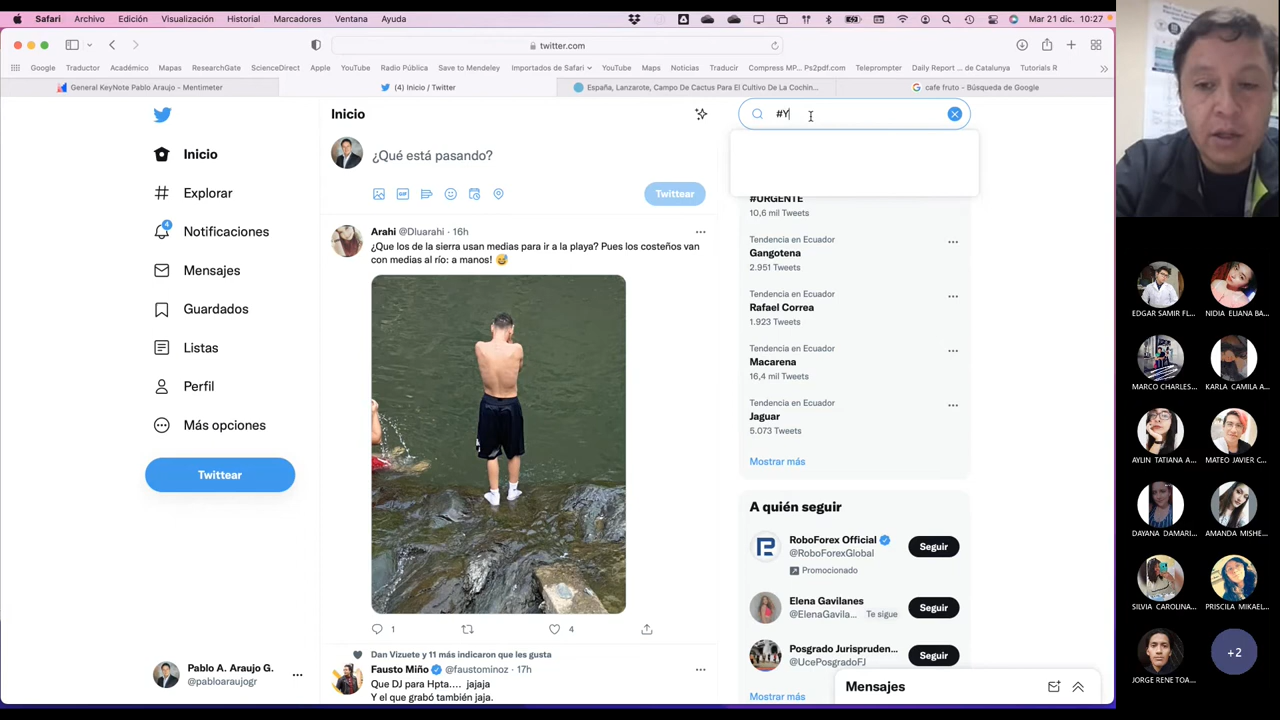 Safari Archivo Edición Visualización Historial Marcadores Ventana Ayuda
Mar 21 dic. 10:27
twitter.com
Google Traductor Académico Mapas ResearchGate ScienceDirect Apple YouTube Radio Pública Save to Mendeley Importados de Safari YouTube Maps Noticias Traducir Compress MP... Ps2pdf.com Teleprompter Daily Report ... of Catalunya Tutorials R
General KeyNote Pablo Araujo - Mentimeter
(4) Inicio / Twitter
España, Lanzarote, Campo De Cactus Para El Cultivo De La Cochin...
cafe fruto - Búsqueda de Google
Inicio
Explorar
4
Notificaciones
Mensajes
Guardados
Listas
Perfil
Más opciones
Twittear
Pablo A. Araujo G.
@pabloaraujogr
Inicio
¿Qué está pasando?
GIF
Twittear
Arahi @Dluarahi · 16h
¿Que los de la sierra usan medias para ir a la playa? Pues los costeños van
con medias al río: a manos! 😅
1 4
Dan Vizuete y 11 más indicaron que les gusta
Fausto Miño @faustominoz · 17h
Que DJ para Hpta.... jajaja
Y el que grabó también jaja.
#Y
#URGENTE
10,6 mil Tweets
Tendencia en Ecuador
Gangotena
2.951 Tweets
Tendencia en Ecuador
Rafael Correa
1.923 Tweets
Tendencia en Ecuador
Macarena
16,4 mil Tweets
Tendencia en Ecuador
Jaguar
5.073 Tweets
Mostrar más
A quién seguir
RoboForex Official
@RoboForexGlobal
Promocionado
Seguir
Elena Gavilanes
@ElenaGavila... Te sigue
Seguir
Posgrado Jurispruden...
@UcePosgradoFJ
Seguir
Mostrar más
Mensajes
EDGAR SAMIR FL...
NIDIA ELIANA BA...
MARCO CHARLES...
KARLA CAMILA A...
AYLIN TATIANA A...
MATEO JAVIER C...
DAYANA DAMARI...
AMANDA MISHE...
SILVIA CAROLINA...
PRISCILA MIKAEL...
JORGE RENE TOA...
+2